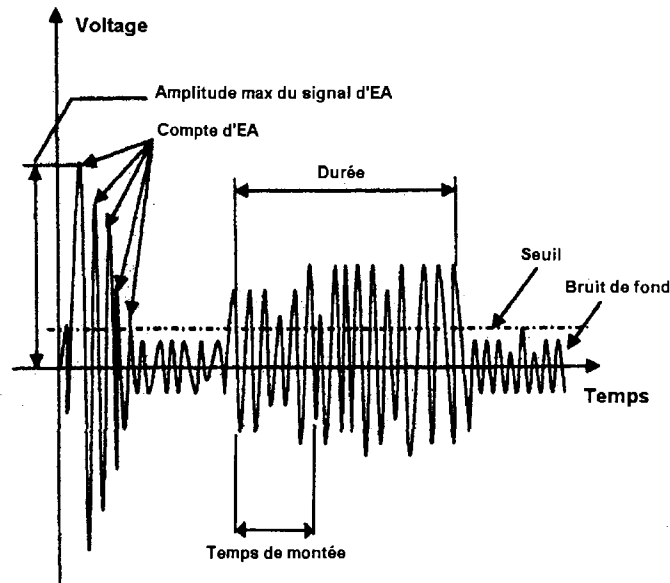 Voltage
Amplitude max du signal d'EA
Compte d'EA
Durée
Seuil
Bruit de fond
Temps
Temps de montée